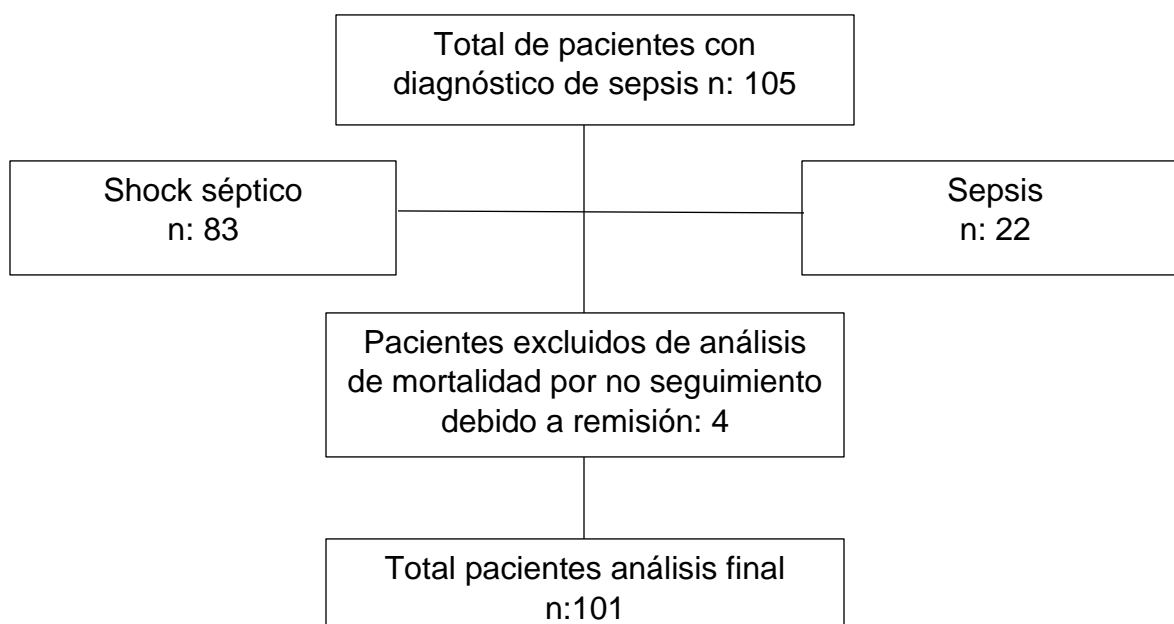 Total de pacientes con
diagnóstico de sepsis n: 105
Shock séptico
n: 83
Sepsis
n: 22
Pacientes excluidos de análisis
de mortalidad por no seguimiento
debido a remisión: 4
Total pacientes análisis final
n:101